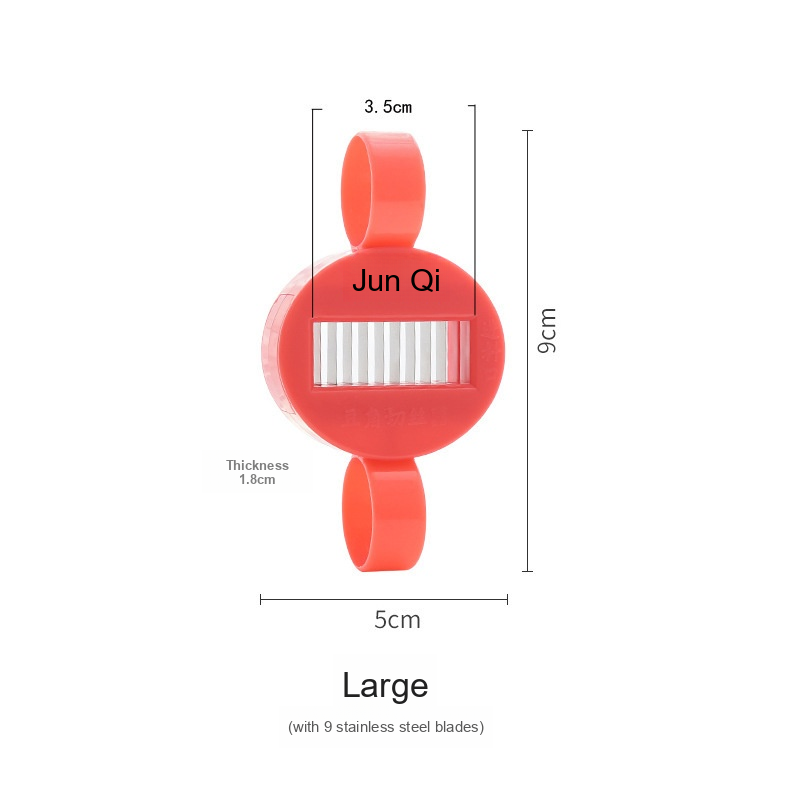 3.5cm
Jun Qi
9cm
Thickness
1.8cm
5cm
Large
(with 9 stainless steel blades)